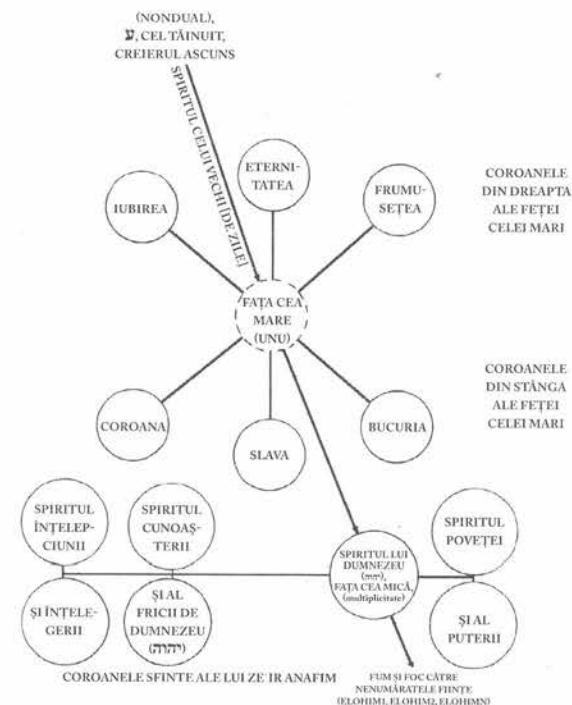 (NONDUAL),
ע, CEL TĂINUIT,
CREIERUL ASCUNS
SPIRITUL CELUI VECHI [DE ZILE]
ETERNI-
TATEA
IUBIREA
FRUMU-
SEȚEA
COROANELE
DIN DREAPTA
ALE FEȚEI
CELEI MARI
FAȚA CEA
MARE
(UNU)
COROANELE
DIN STÂNGA
ALE FEȚEI
CELEI MARI
COROANA
SLAVA
BUCURIA
SPIRITUL
ÎNȚELEP-
CIUNII
SPIRITUL
CUNOAȘ-
TERII
SPIRITUL LUI
DUMNEZEU
FAȚA CEA MICĂ,
(multiplicitate)
SPIRITUL
POVEȚEI
ȘI ÎNȚELE-
GERII
ȘI AL
FRICII DE
DUMNEZEU
(יהוה)
ȘI AL
PUTERII
COROANELE SFINTE ALE LUI ZE'IR ANAFIM
FUM ȘI FOC CĂTRE
NENUMĂRATELE FIINȚE
(ELOHIM1, ELOHIM2, ELOHIMN)